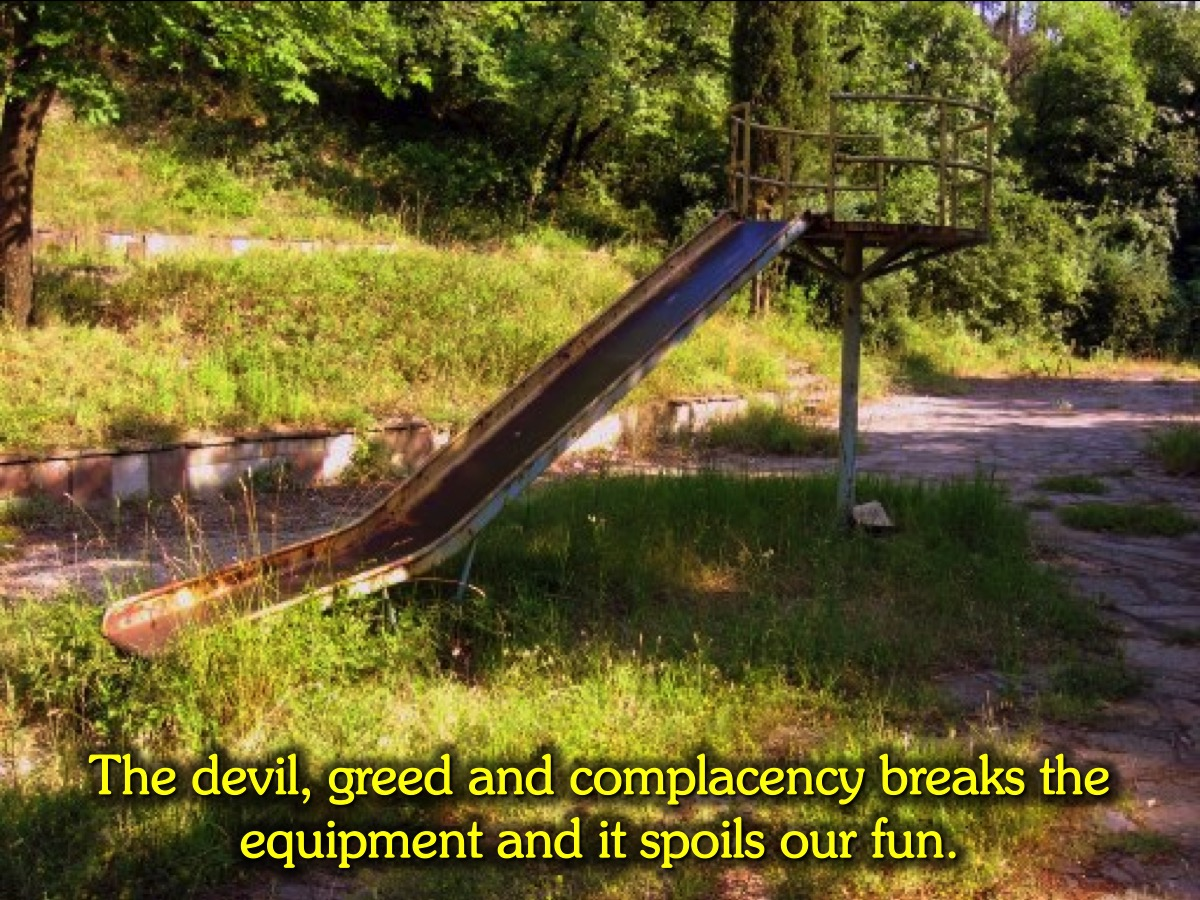 The devil, greed and complacency breaks the
equipment and it spoils our fun.